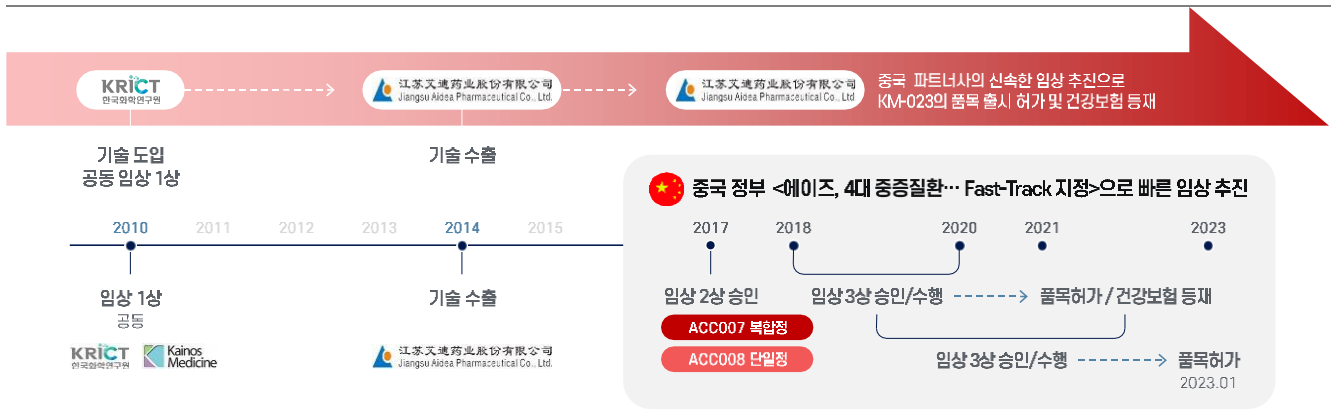 KRICT
한국화학연구원
江苏艾迪药业股份有限公司
Jiangsu Aidea Pharmaceutical Co., Ltd.
江苏艾迪药业股份有限公司
Jiangsu Aidea Pharmaceutical Co., Ltd.
중국 파트너사의 신속한 임상 추진으로
KM-023의 품목 출시 허가 및 건강보험 등재
기술 도입
공동 임상 1상
기술 수출
중국 정부 <에이즈, 4대 중증질환… Fast-Track 지정>으로 빠른 임상 추진
2010 2011 2012 2013 2014 2015 2017 2018 2020 2021 2023
임상 1상
공동
KRICT
한국화학연구원
Kainos
Medicine
기술 수출
江苏艾迪药业股份有限公司
Jiangsu Aidea Pharmaceutical Co., Ltd.
임상 2상 승인
ACC007 복합정
ACC008 단일정
임상 3상 승인/수행
품목허가 / 건강보험 등재
임상 3상 승인/수행
품목허가
2023.01